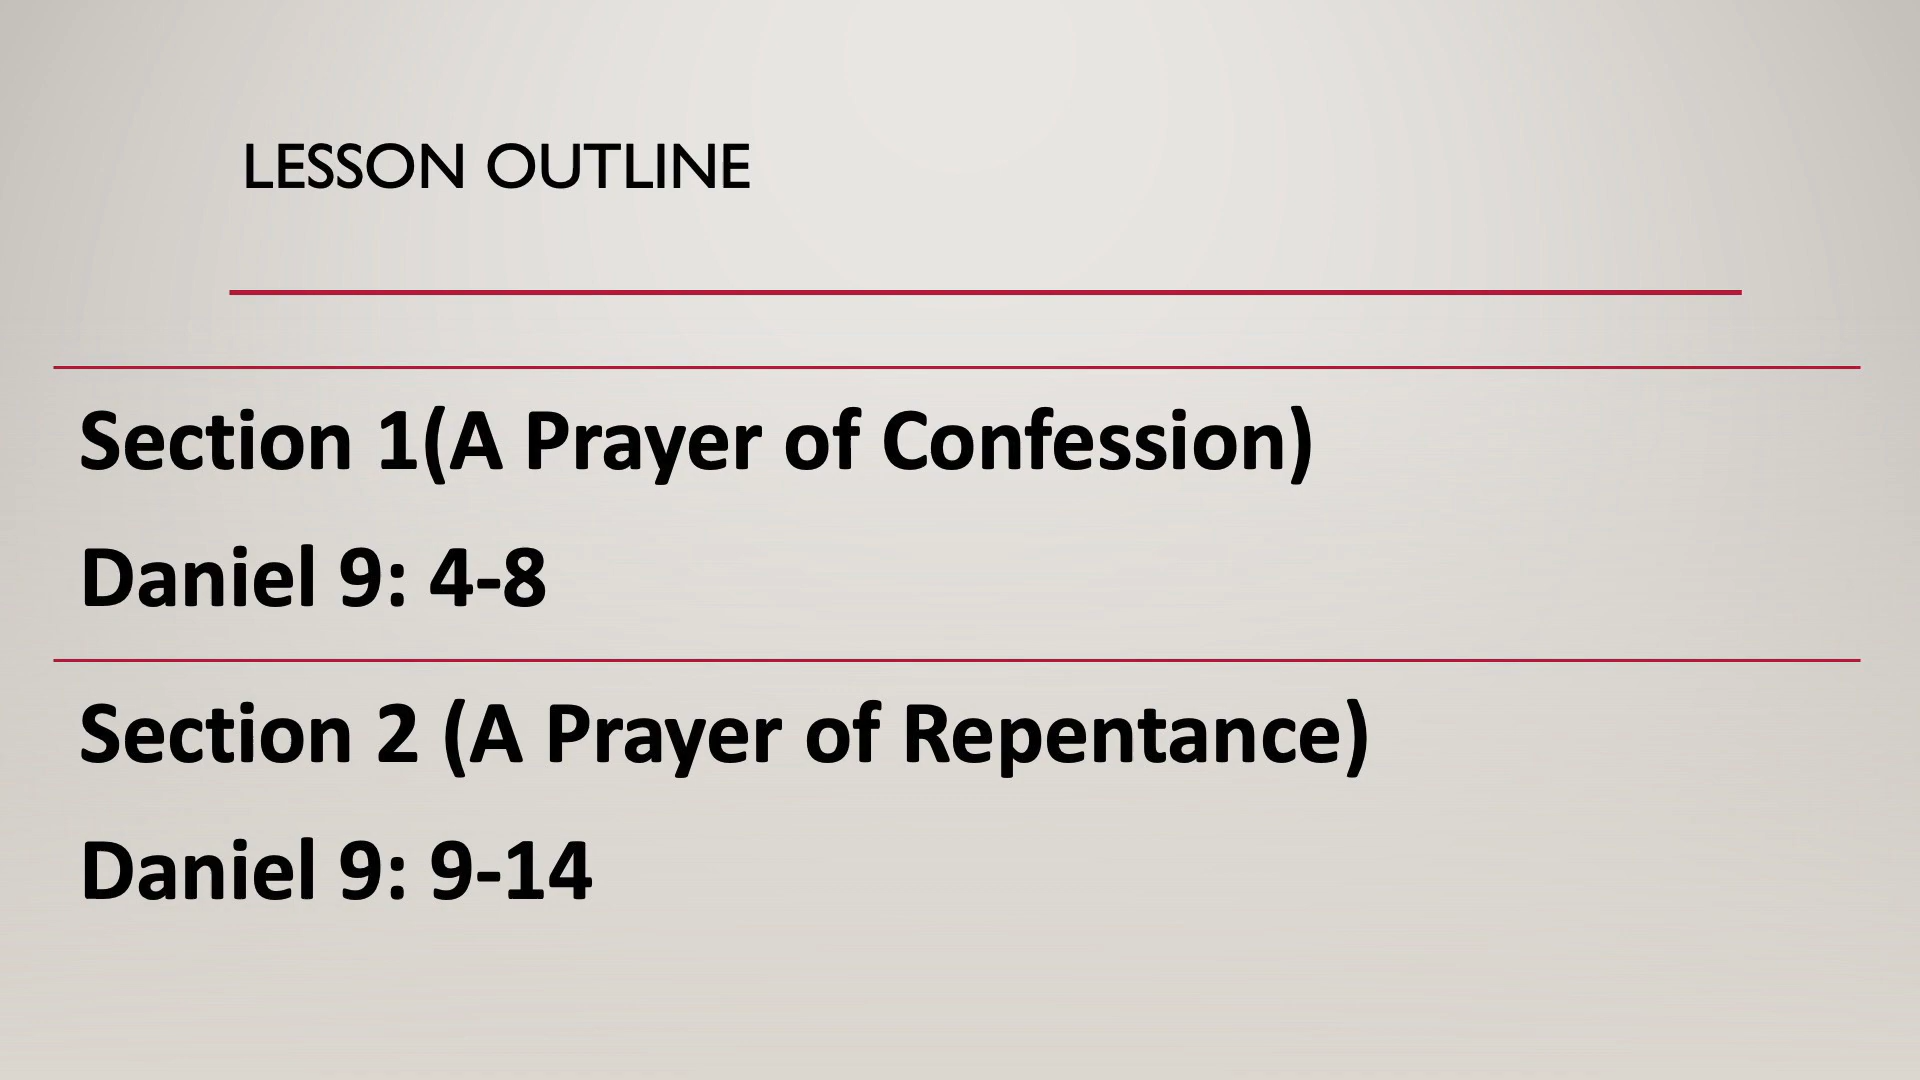 LESSON OUTLINE
Section 1(A Prayer of Confession)
Daniel 9: 4-8
Section 2 (A Prayer of Repentance)
Daniel 9: 9-14